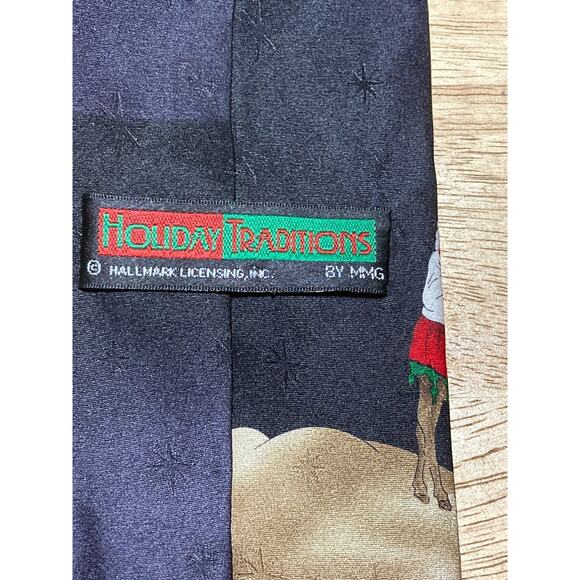 HOLIDAY TRADITIONS
© HALLMARK LICENSING, INC. BY MMG